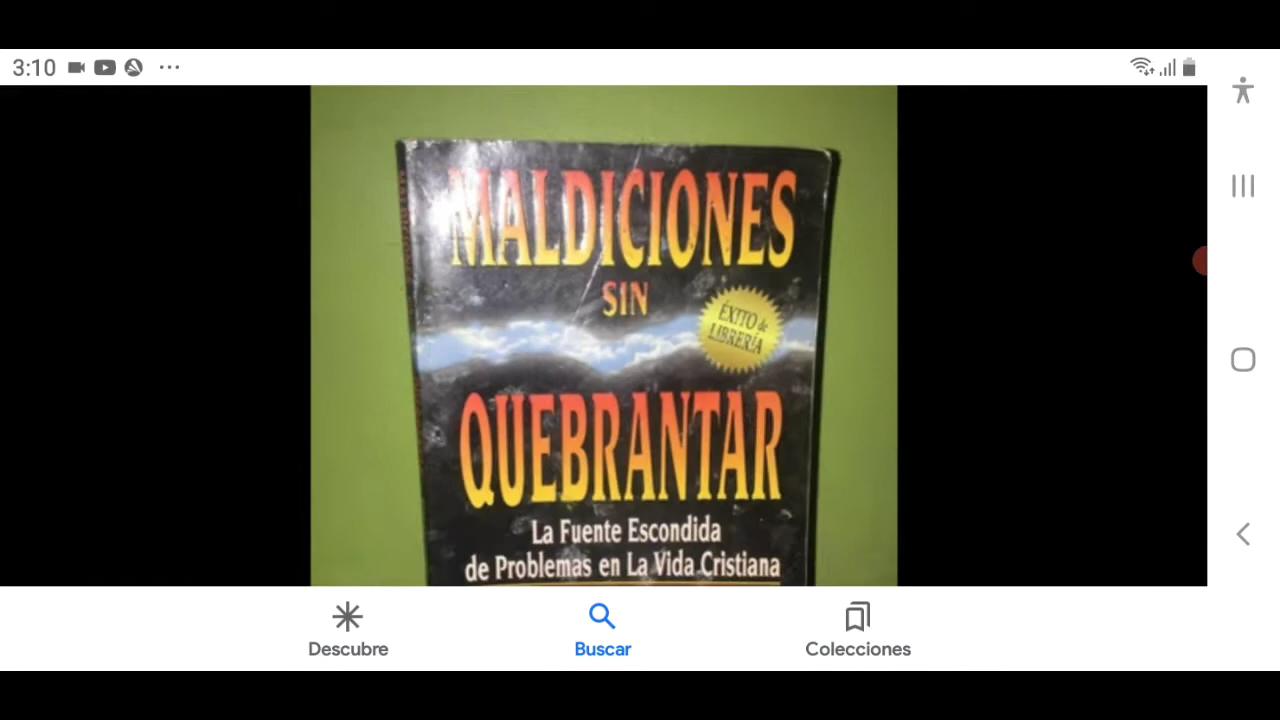 3:10
MALDICIONES
SIN
ÉXITO de
LIBRERÍA
QUEBRANTAR
La Fuente Escondida
de Problemas en La Vida Cristiana
Descubre
Buscar
Colecciones